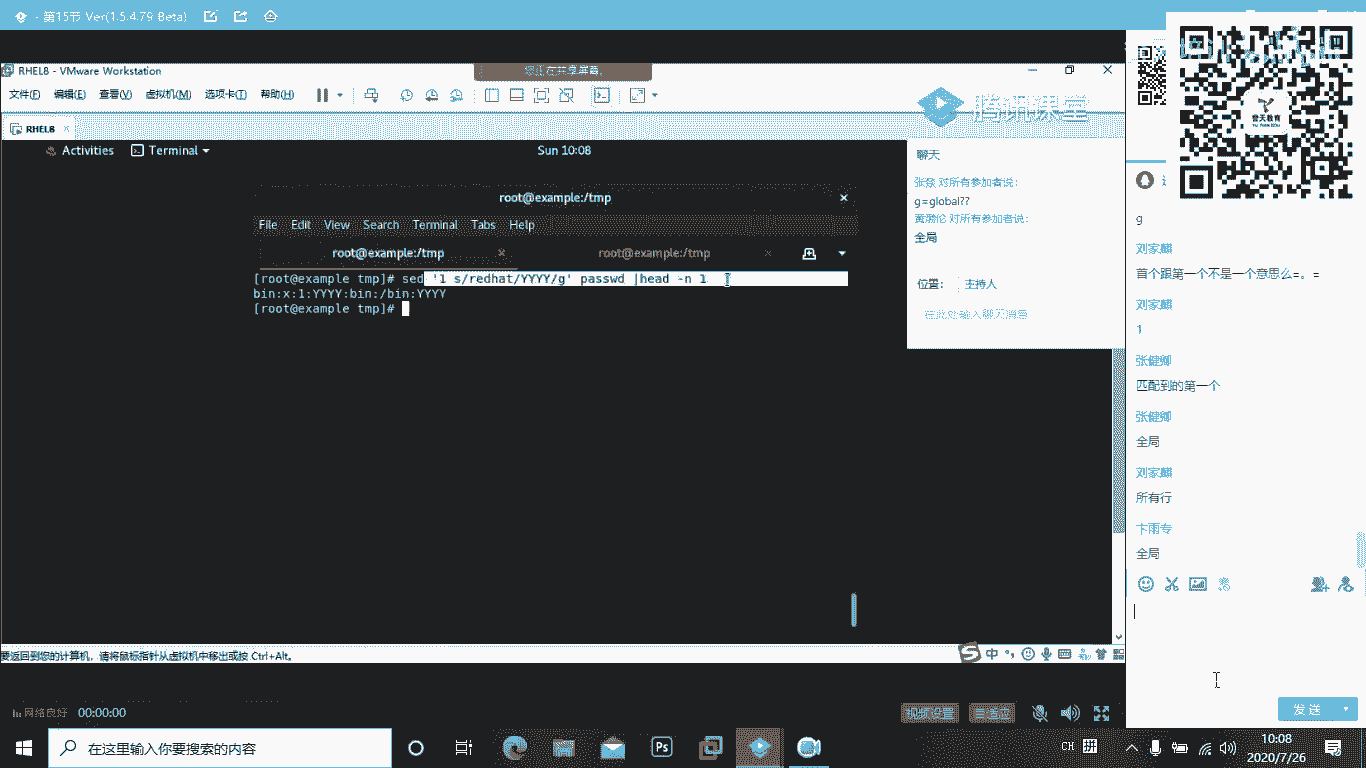 - 第15节 Ver(1.5.4.79 Beta)
RHEL8 - VMware Workstation
您正在共享屏幕。
文件(F) 编辑(E) 查看(V) 虚拟机(M) 选项卡(T) 帮助(H)
RHEL8 ×
腾讯课堂
Activities Terminal
Sun 10:08
root@example:/tmp
File Edit View Search Terminal Tabs Help
root@example:/tmp × root@example:/tmp ×
[root@example tmp]# sed '1 s/redhat/YYYY/g' passwd |head -n 1
bin:x:1:YYYY:bin:/bin:YYYY
[root@example tmp]#
聊天
对所有参加者说:
g=global??
对所有参加者说:
全局
位置: 主持人
在此处输入聊天消息
誉天教育
g
刘家麒
首个跟第一个不是一个意思么=。=
刘家麒
1
张健卿
匹配到的第一个
张健卿
全局
刘家麒
所有行
卞雨专
全局
发 送
要返回到您的计算机，请将鼠标指针从虚拟机中移出或按 Ctrl+Alt。
中
网络良好 00:00:00
视频设置
在这里输入你要搜索的内容
Ps
CH 拼
10:08
2020/7/26